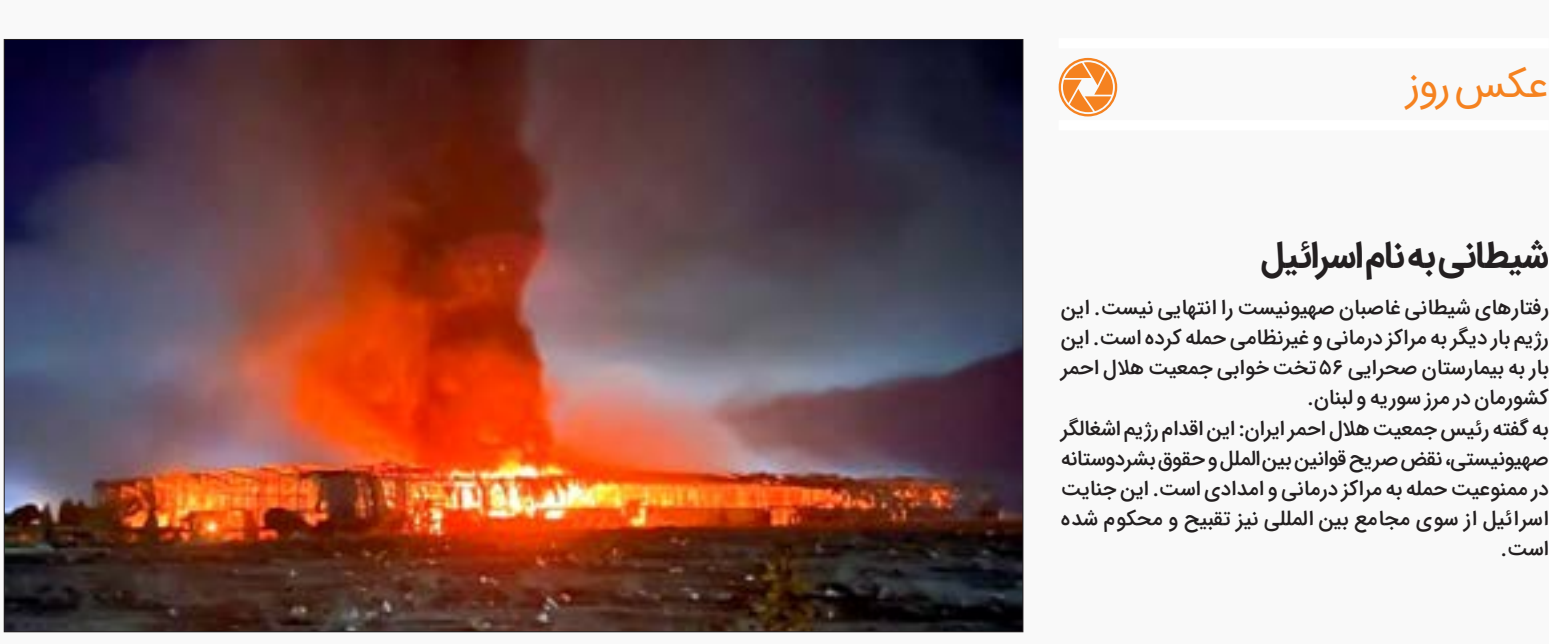 عکس روز
شیطانی به نام اسرائیل
رفتارهای شیطانی غاصبان صهیونیست را انتهایی نیست. این
رژیم بار دیگر به مراکز درمانی و غیرنظامی حمله کرده است. این
بار به بیمارستان صحرایی ۵۶ تخت خوابی جمعیت هلال احمر
کشورمان در مرز سوریه و لبنان.
به گفته رئیس جمعیت هلال احمر ایران: این اقدام رژیم اشغالگر
صهیونیستی، نقض صریح قوانین بین الملل و حقوق بشردوستانه
در ممنوعیت حمله به مراکز درمانی و امدادی است. این جنایت
اسرائیل از سوی مجامع بین المللی نیز تقبیح و محکوم شده
است.